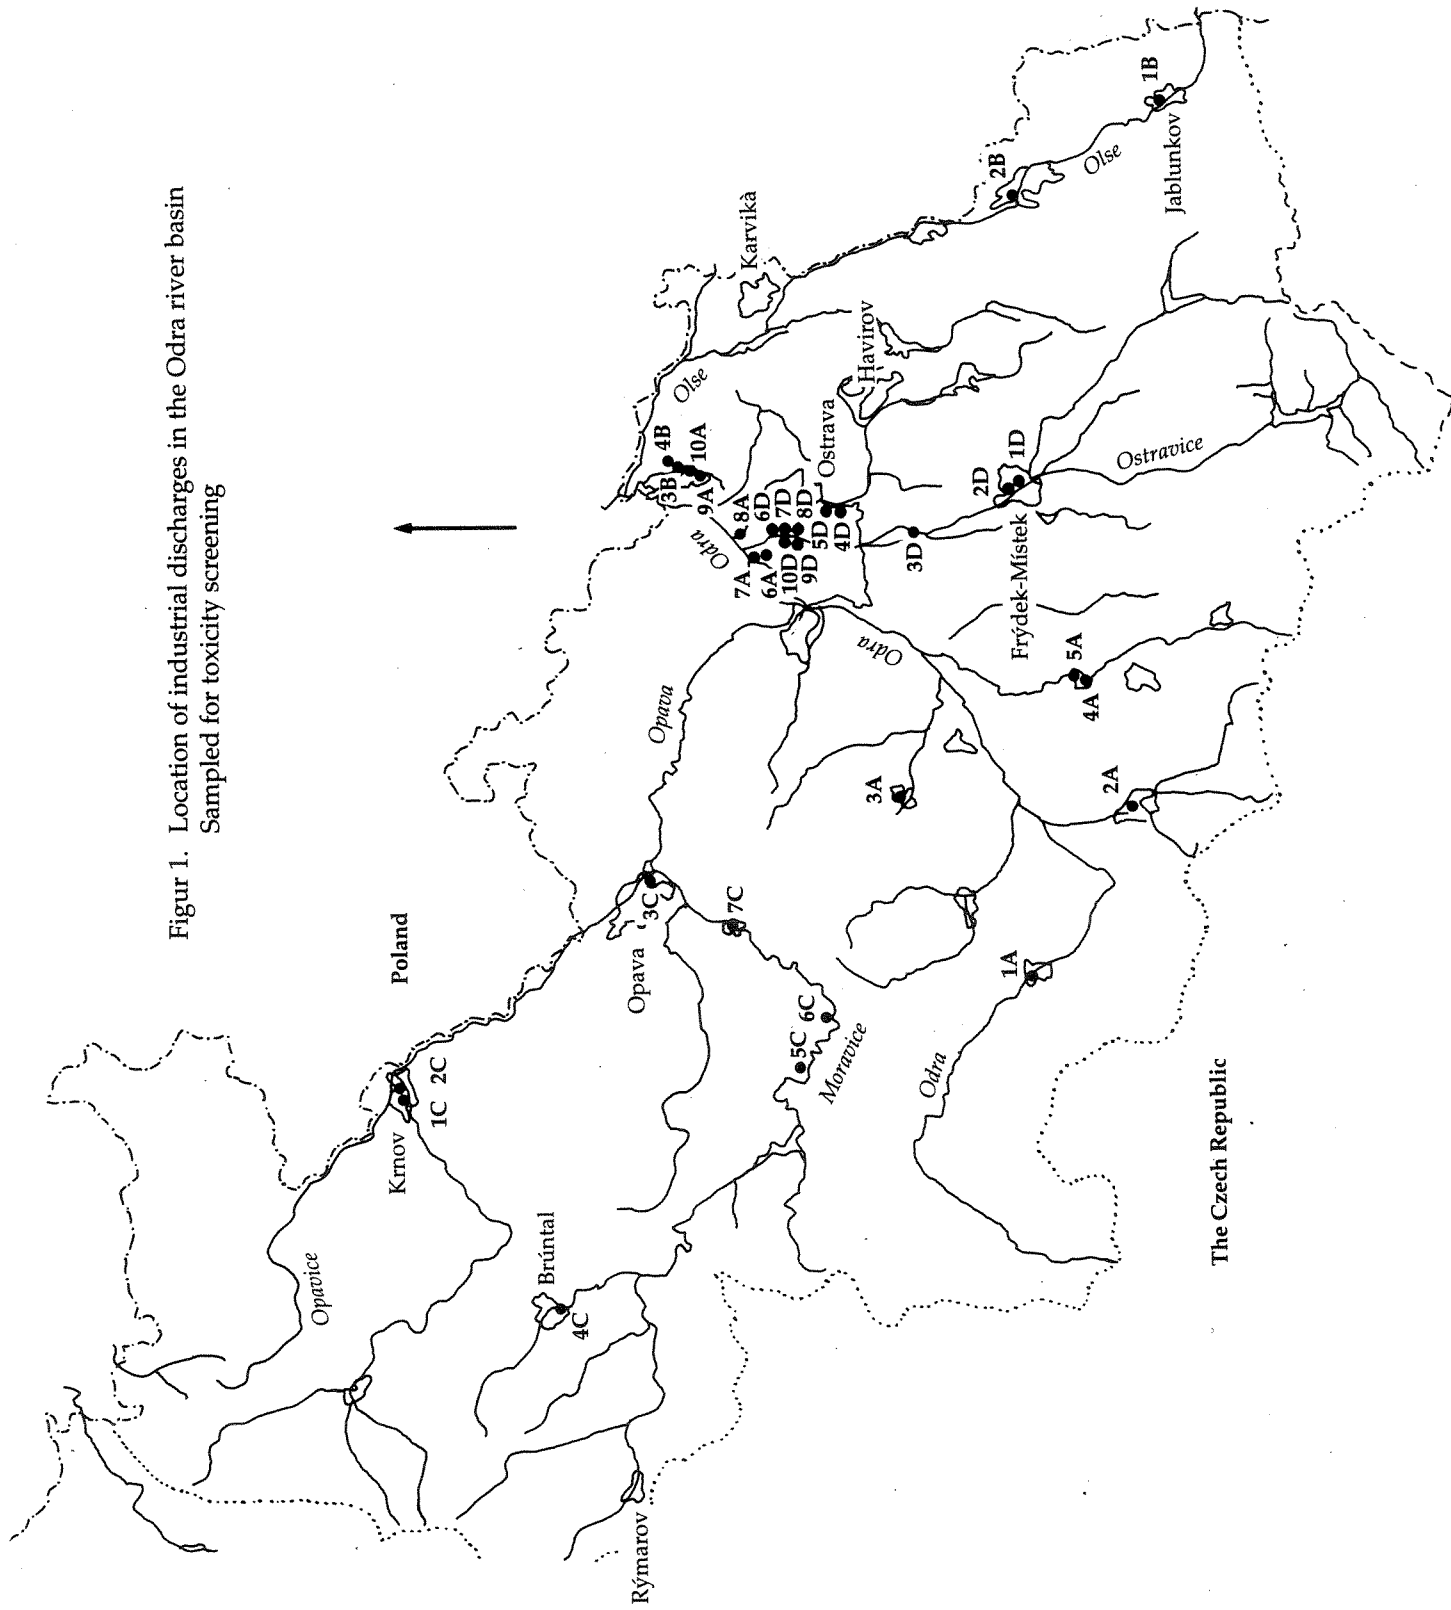 Figur 1. Location of industrial discharges in the Odra river basin
Sampled for toxicity screening
Poland
The Czech Republic
Opavice
Krnov
1C 2C
Brúntal
4C
Rýmarov
Opava
3C
7C
5C
6C
Moravice
Opava
Odra
1A
2A
3A
4A
5A
Odra
Odra
7A
6A
8A
6D
7D
8D
10D
9D
5D
4D
3D
Ostrava
3B
4B
9A
10A
Olse
Karvikà
Havirov
2D
1D
Frýdek-Místek
Ostravice
2B
Olse
1B
Jablunkov